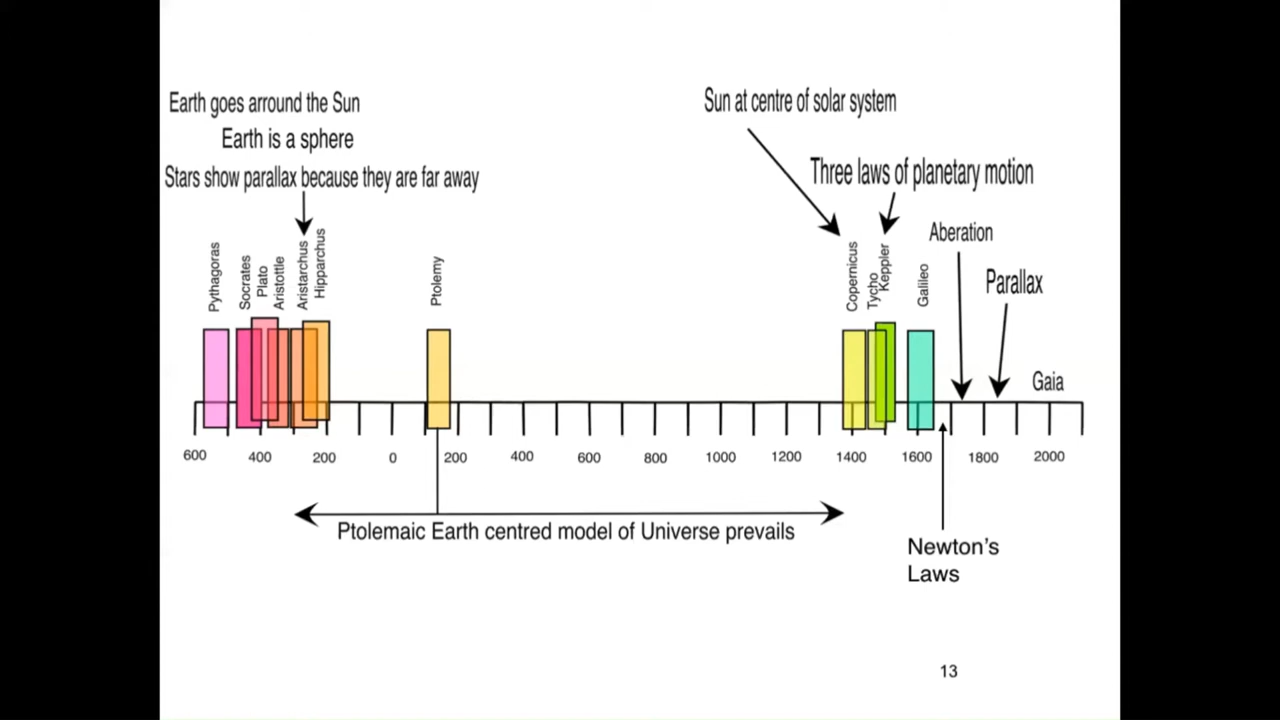 Earth goes arround the Sun
Earth is a sphere
Stars show parallax because they are far away
Sun at centre of solar system
Three laws of planetary motion
Aberation
Parallax
Gaia
Pythagoras
Socrates
Plato
Aristottle
Aristarchus
Hipparchus
Ptolemy
Copernicus
Tycho
Keppler
Galileo
600 400 200 0 200 400 600 800 1000 1200 1400 1600 1800 2000
Ptolemaic Earth centred model of Universe prevails
Newton's
Laws
13